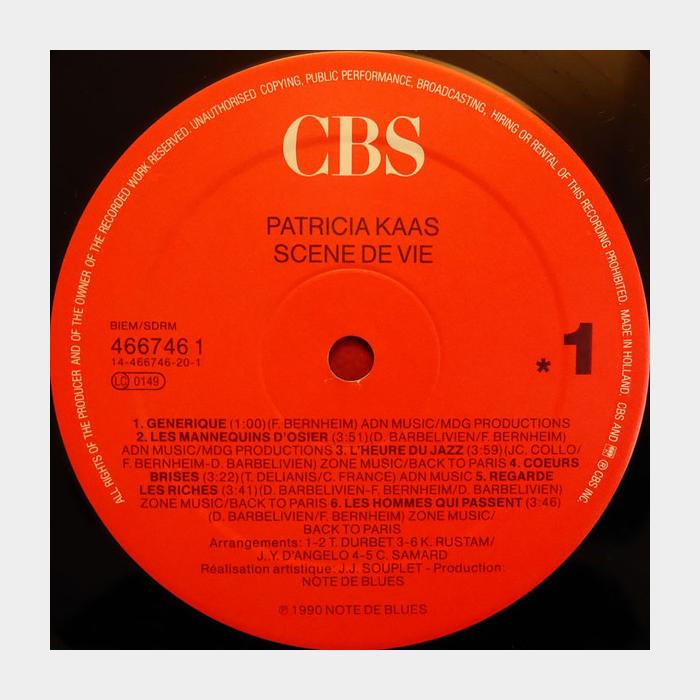 ALL RIGHTS OF THE PRODUCER AND OF THE OWNER OF THE RECORDED WORK RESERVED. UNAUTHORISED COPYING, PUBLIC PERFORMANCE, BROADCASTING, HIRING OR RENTAL OF THIS RECORDING PROHIBITED. MADE IN HOLLAND. CBS AND ® CBS INC.
CBS
PATRICIA KAAS
SCENE DE VIE
BIEM/SDRM
466746 1
14-466746-20-1
LC 0149
* 1
1. GENERIQUE (1:00)(F. BERNHEIM) ADN MUSIC/MDG PRODUCTIONS
2. LES MANNEQUINS D'OSIER (3:51)(D. BARBELIVIEN/F. BERNHEIM)
ADN MUSIC/MDG PRODUCTIONS 3. L'HEURE DU JAZZ (3:59)(JC. COLLO/
F. BERNHEIM-D. BARBELIVIEN) ZONE MUSIC/BACK TO PARIS 4. COEURS
BRISES (3:22)(T. DELIANIS/C. FRANCE) ADN MUSIC 5. REGARDE
LES RICHES (3:41)(D. BARBELIVIEN-F. BERNHEIM/D. BARBELIVIEN)
ZONE MUSIC/BACK TO PARIS 6. LES HOMMES QUI PASSENT (3:46)
(D. BARBELIVIEN/F. BERNHEIM) ZONE MUSIC/
BACK TO PARIS
Arrangements: 1-2 T. DURBET 3-6 K. RUSTAM/
J..Y. D'ANGELO 4-5 C. SAMARD
Réalisation artistique: J.J. SOUPLET - Production:
NOTE DE BLUES
℗ 1990 NOTE DE BLUES